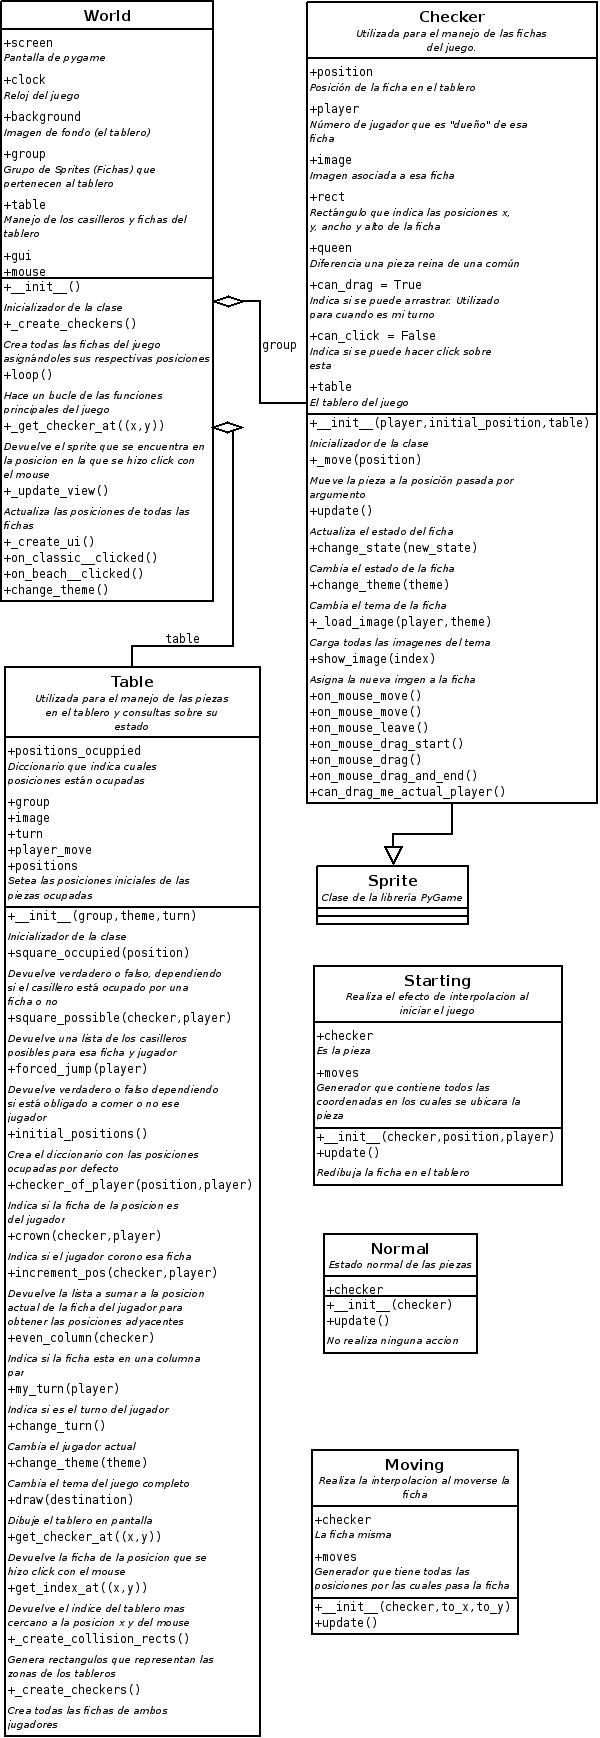 World
+screen
Pantalla de pygame
+clock
Reloj del juego
+background
Imagen de fondo (el tablero)
+group
Grupo de Sprites (Fichas) que
pertenecen al tablero
+table
Manejo de los casilleros y fichas del
tablero
+gui
+mouse
+__init__()
Inicializador de la clase
+_create_checkers()
Crea todas las fichas del juego
asignándoles sus respectivas posiciones
+loop()
Hace un bucle de las funciones
principales del juego
+_get_checker_at((x,y))
Devuelve el sprite que se encuentra en
la posicion en la que se hizo click con
el mouse
+_update_view()
Actualiza las posiciones de todas las
fichas
+_create_ui()
+on_classic__clicked()
+on_beach__clicked()
+change_theme()
group
table
Checker
Utilizada para el manejo de las fichas
del juego.
+position
Posición de la ficha en el tablero
+player
Número de jugador que es "dueño" de esa
ficha
+image
Imagen asociada a esa ficha
+rect
Rectángulo que indica las posiciones x,
y, ancho y alto de la ficha
+queen
Diferencia una pieza reina de una común
+can_drag = True
Indica si se puede arrastrar. Utilizado
para cuando es mi turno
+can_click = False
Indica si se puede hacer click sobre
esta
+table
El tablero del juego
+__init__(player,initial_position,table)
Inicializador de la clase
+_move(position)
Mueve la pieza a la posición pasada por
argumento
+update()
Actualiza el estado del ficha
+change_state(new_state)
Cambia el estado de la ficha
+change_theme(theme)
Cambia el tema de la ficha
+_load_image(player,theme)
Carga todas las imagenes del tema
+show_image(index)
Asigna la nueva imgen a la ficha
+on_mouse_move()
+on_mouse_move()
+on_mouse_leave()
+on_mouse_drag_start()
+on_mouse_drag()
+on_mouse_drag_and_end()
+can_drag_me_actual_player()
Table
Utilizada para el manejo de las piezas
en el tablero y consultas sobre su
estado
+positions_ocuppied
Diccionario que indica cuales
posiciones están ocupadas
+group
+image
+turn
+player_move
+positions
Setea las posiciones iniciales de las
piezas ocupadas
+__init__(group,theme,turn)
Inicializador de la clase
+square_occupied(position)
Devuelve verdadero o falso, dependiendo
si el casillero está ocupado por una
ficha o no
+square_possible(checker,player)
Devuelve una lista de los casilleros
posibles para esa ficha y jugador
+forced_jump(player)
Devuelve verdadero o falso dependiendo
si está obligado a comer o no ese
jugador
+initial_positions()
Crea el diccionario con las posiciones
ocupadas por defecto
+checker_of_player(position,player)
Indica si la ficha de la posicion es
del jugador
+crown(checker,player)
Indica si el jugador corono esa ficha
+increment_pos(checker,player)
Devuelve la lista a sumar a la posicion
actual de la ficha del jugador para
obtener las posiciones adyacentes
+even_column(checker)
Indica si la ficha esta en una columna
par
+my_turn(player)
Indica si es el turno del jugador
+change_turn()
Cambia el jugador actual
+change_theme(theme)
Cambia el tema del juego completo
+draw(destination)
Dibuje el tablero en pantalla
+get_checker_at((x,y))
Devuelve la ficha de la posicion que se
hizo click con el mouse
+get_index_at((x,y))
Devuelve el indice del tablero mas
cercano a la posicion x y del mouse
+_create_collision_rects()
Genera rectangulos que representan las
zonas de los tableros
+_create_checkers()
Crea todas las fichas de ambos
jugadores
Sprite
Clase de la librería PyGame
Starting
Realiza el efecto de interpolacion al
iniciar el juego
+checker
Es la pieza
+moves
Generador que contiene todos las
coordenadas en los cuales se ubicara la
pieza
+__init__(checker,position,player)
+update()
Redibuja la ficha en el tablero
Normal
Estado normal de las piezas
+checker
+__init__(checker)
+update()
No realiza ninguna accion
Moving
Realiza la interpolacion al moverse la
ficha
+checker
La ficha misma
+moves
Generador que tiene todas las
posiciones por las cuales pasa la ficha
+__init__(checker,to_x,to_y)
+update()